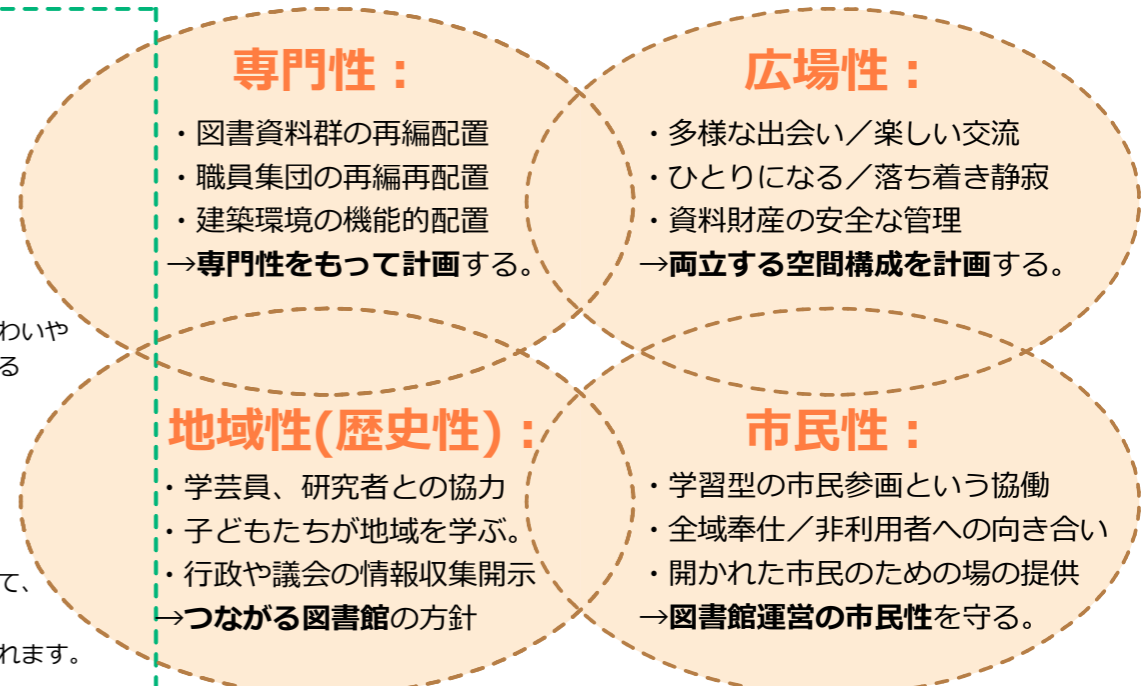 専門性：
・図書資料群の再編配置
・職員集団の再編再配置
・建築環境の機能的配置
→専門性をもって計画する。
広場性：
・多様な出会い／楽しい交流
・ひとりになる／落ち着き静寂
・資料財産の安全な管理
→両立する空間構成を計画する。
わいや
る
地域性(歴史性)：
・学芸員、研究者との協力
・子どもたちが地域を学ぶ。
・行政や議会の情報収集開示
→つながる図書館の方針
市民性：
・学習型の市民参画という協働
・全域奉仕／非利用者への向き合い
・開かれた市民のための場の提供
→図書館運営の市民性を守る。
て、
れます。